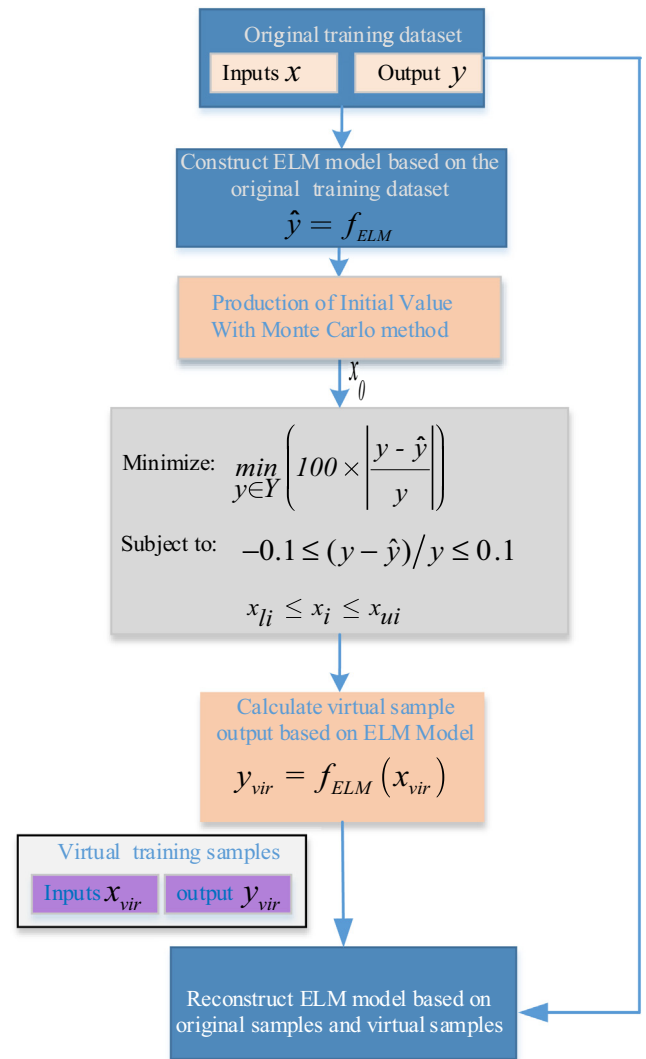 Original training dataset
Inputs x Output y
Construct ELM model based on the
original training dataset
ŷ = f_ELM
Production of Initial Value
With Monte Carlo method
x_0
Minimize: min_{y∈Y} (100 × |(y - ŷ)/y|)
Subject to: −0.1 ≤ (y − ŷ)/y ≤ 0.1
x_li ≤ x_i ≤ x_ui
Calculate virtual sample
output based on ELM Model
y_vir = f_ELM (x_vir)
Virtual training samples
Inputs x_vir output y_vir
Reconstruct ELM model based on
original samples and virtual samples